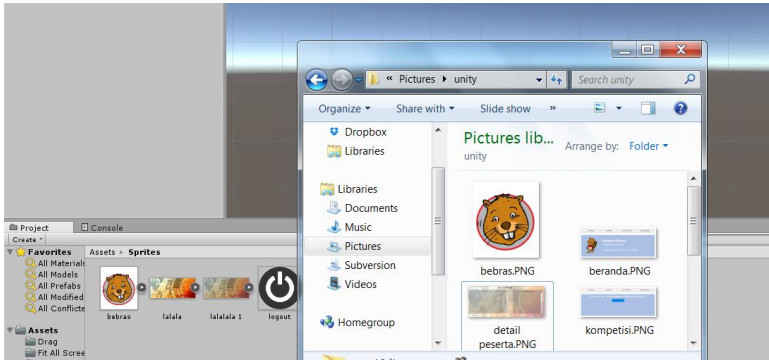 « Pictures ▸ unity
Search unity
Organize ▾ Share with ▾ Slide show »
Dropbox
Libraries
Libraries
Documents
Music
Pictures
Subversion
Videos
Homegroup
Pictures lib...
unity
Arrange by: Folder ▾
bebras.PNG
beranda.PNG
detail
peserta.PNG
kompetisi.PNG
Project Console
Create
Favorites
All Materials
All Models
All Prefabs
All Modified
All Conflicte
Assets
Drag
Fit All Scree
Assets ▸ Sprites
bebras lalala lalalala 1 logout